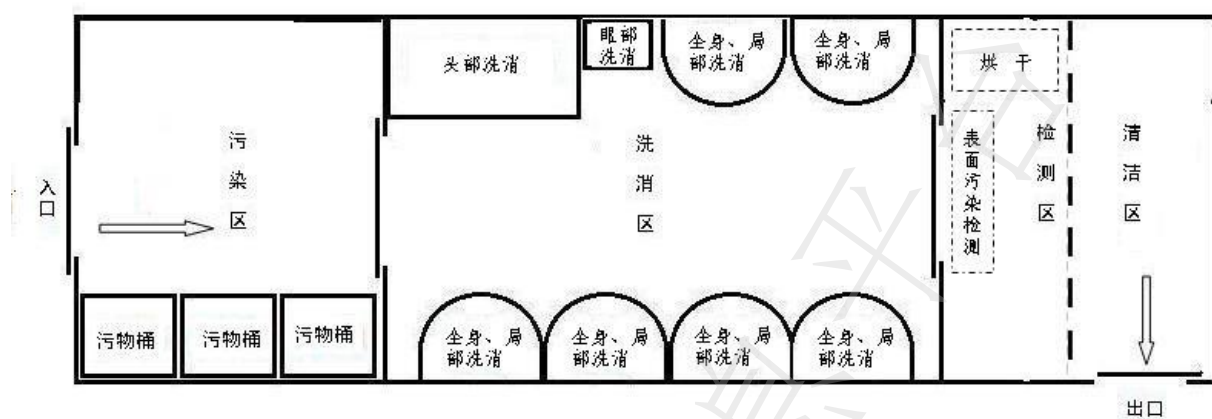 头部洗消
眼部
洗消
全身、局
部洗消
全身、局
部洗消
烘 干
入口
污染区
洗消区
表面污染检测
检测区
清洁区
污物桶
污物桶
污物桶
全身、局
部洗消
全身、局
部洗消
全身、局
部洗消
全身、局
部洗消
出口